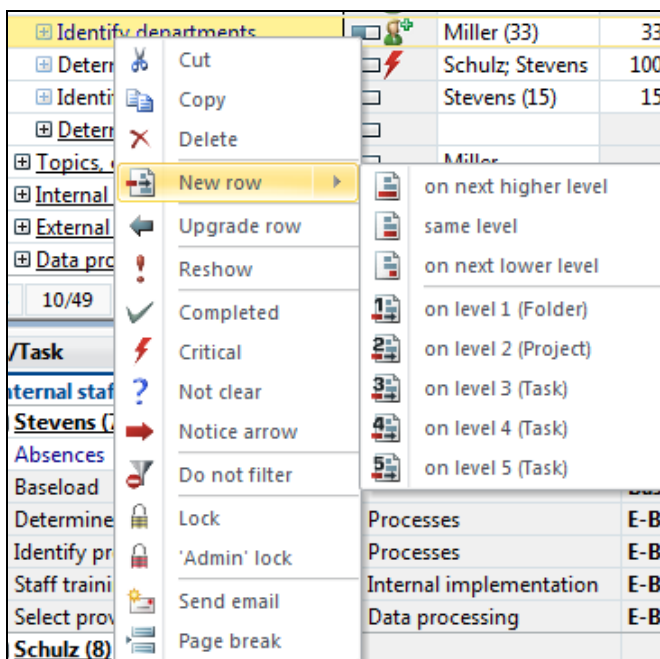 Identify departments Miller (33) 33
Deterr Schulz; Stevens 100
Identi Stevens (15) 15
Deterr
Topics, Miller
Internal
External
Data pro
10/49
Cut
Copy
Delete
New row
Upgrade row
Reshow
Completed
Critical
Not clear
Notice arrow
Do not filter
Lock
'Admin' lock
Send email
Page break
on next higher level
same level
on next lower level
on level 1 (Folder)
on level 2 (Project)
on level 3 (Task)
on level 4 (Task)
on level 5 (Task)
/Task
nternal staf
Stevens (7
Absences
Baseload
Determine Processes E-B
Identify pr Processes E-B
Staff traini Internal implementation E-B
Select prov Data processing E-B
Schulz (8)